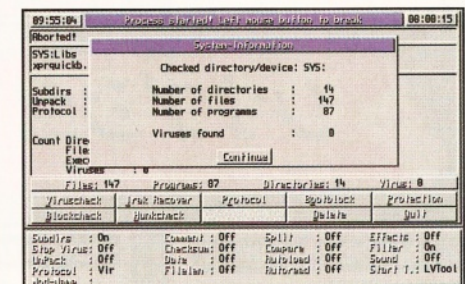 09:55:04 Process started! Left mouse button to break 00:00:15
Aborted!
System-Information
SYS:Libs
xprquickb.
Checked directory/device: SYS:
Subdirs :
Number of directories : 14
Unpack :
Number of files : 147
Protocol :
Number of programs : 87
Viruses found : 0
Count Dire
File
Exec
Continue
Viruses : 0
Files: 147 Programs: 87 Directories: 14 Virus: 0
Viruscheck Trak Recover Protocol Bootblock Protection
Blockcheck Hunkcheck Delete Quit
Subdirs : On Comment : Off Split : Off Effects : Off
Stop Virus: Off Checksum: Off Compare : Off Filter : On
UnPack : Off Date : Off Autoload : Off Sound : Off
Protocol : Vir Filelen : Off Autoread : Off Start T.: LVTool